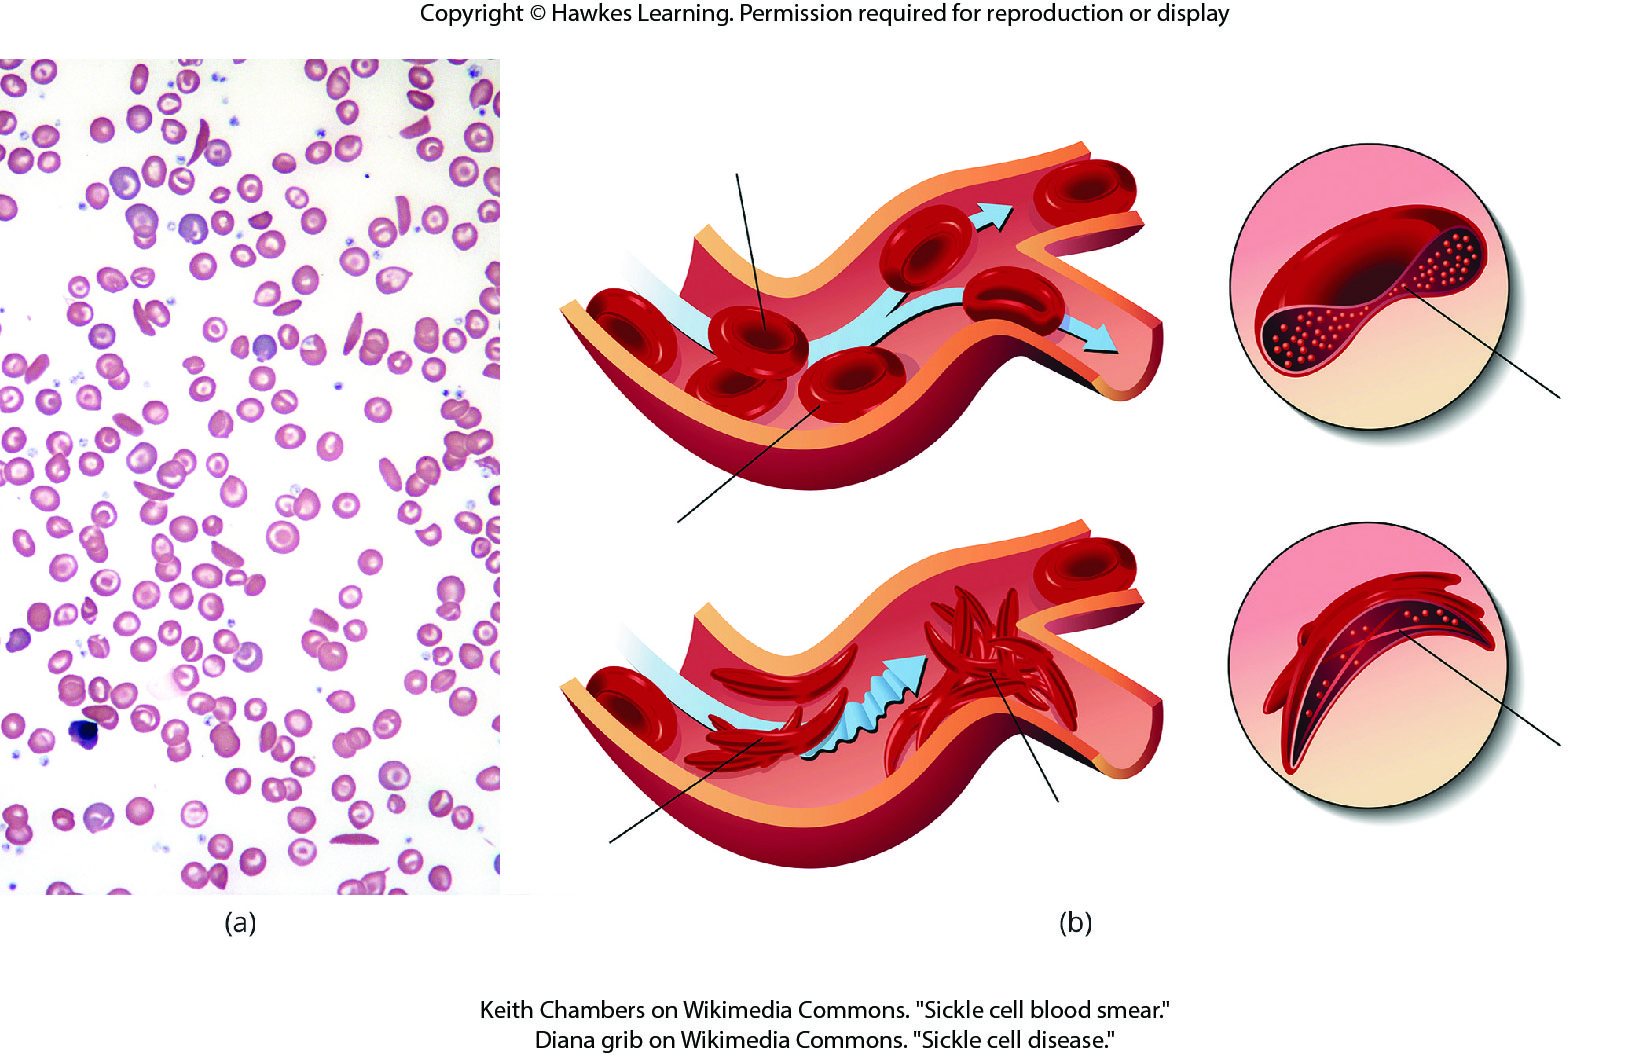 Copyright © Hawkes Learning. Permission required for reproduction or display
(a)
(b)
Keith Chambers on Wikimedia Commons. "Sickle cell blood smear."
Diana grib on Wikimedia Commons. "Sickle cell disease."